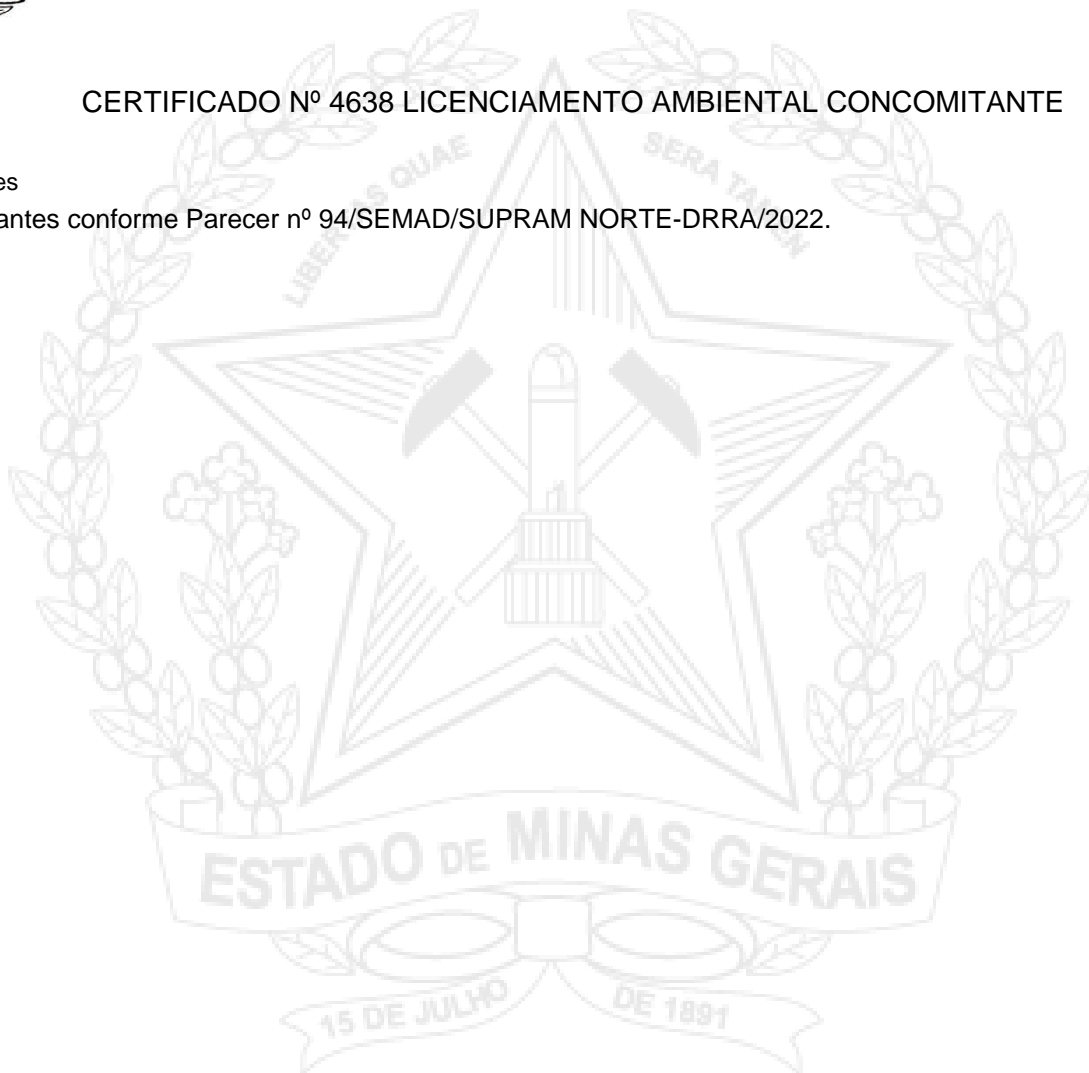 CERTIFICADO Nº 4638 LICENCIAMENTO AMBIENTAL CONCOMITANTE
es
antes conforme Parecer nº 94/SEMAD/SUPRAM NORTE-DRRA/2022.
LIBERTAS QUAE SERA TAMEN
ESTADO DE MINAS GERAIS
15 DE JULHO DE 1891